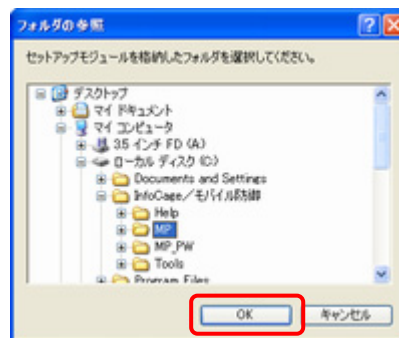 フォルダの参照
セットアップモジュールを格納したフォルダを選択してください。
デスクトップ
マイ ドキュメント
マイ コンピュータ
3.5 インチ FD (A)
ローカル ディスク (C:)
Documents and Settings
InfoCage／モバイル防御
Help
MP
MP_PW
Tools
Program Files
OK
キャンセル